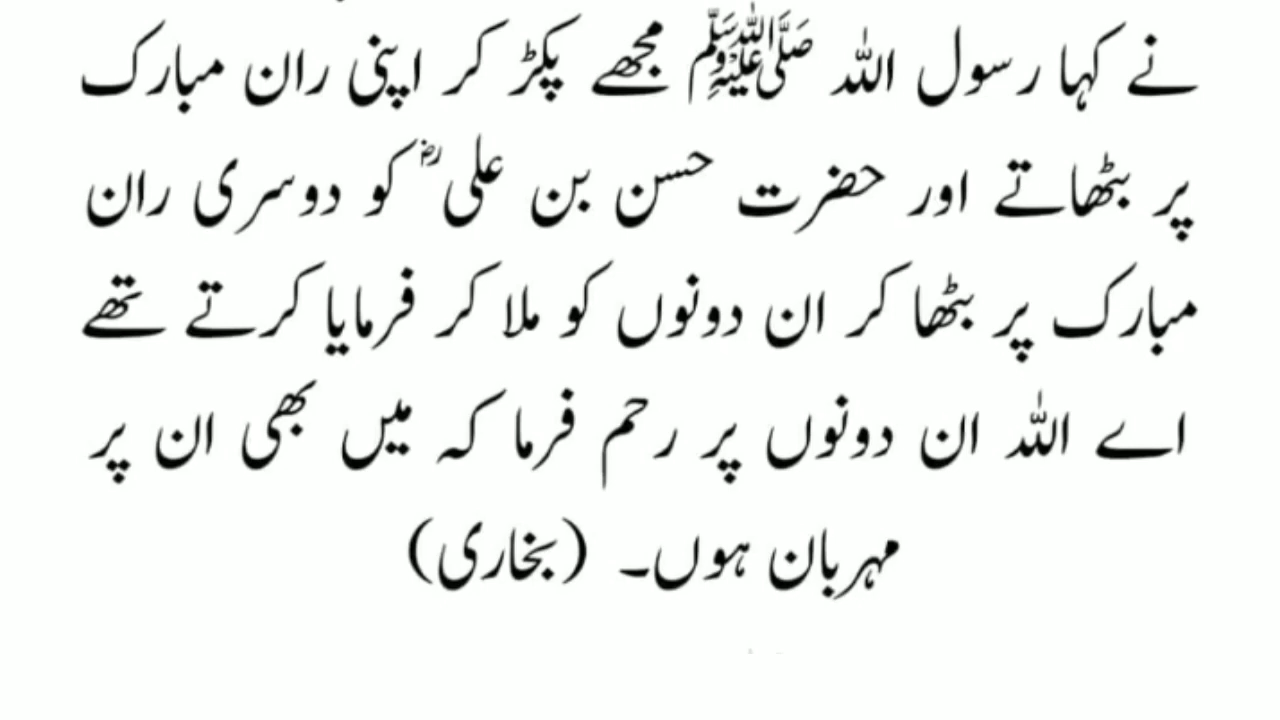 نے کہا رسول اللہ ﷺ مجھے پکڑ کر اپنی ران مبارک
پر بٹھاتے اور حضرت حسن بن علیؓ کو دوسری ران
مبارک پر بٹھا کر ان دونوں کو ملا کر فرمایا کرتے تھے
اے اللہ ان دونوں پر رحم فرما کہ میں بھی ان پر
مہربان ہوں۔ (بخاری)